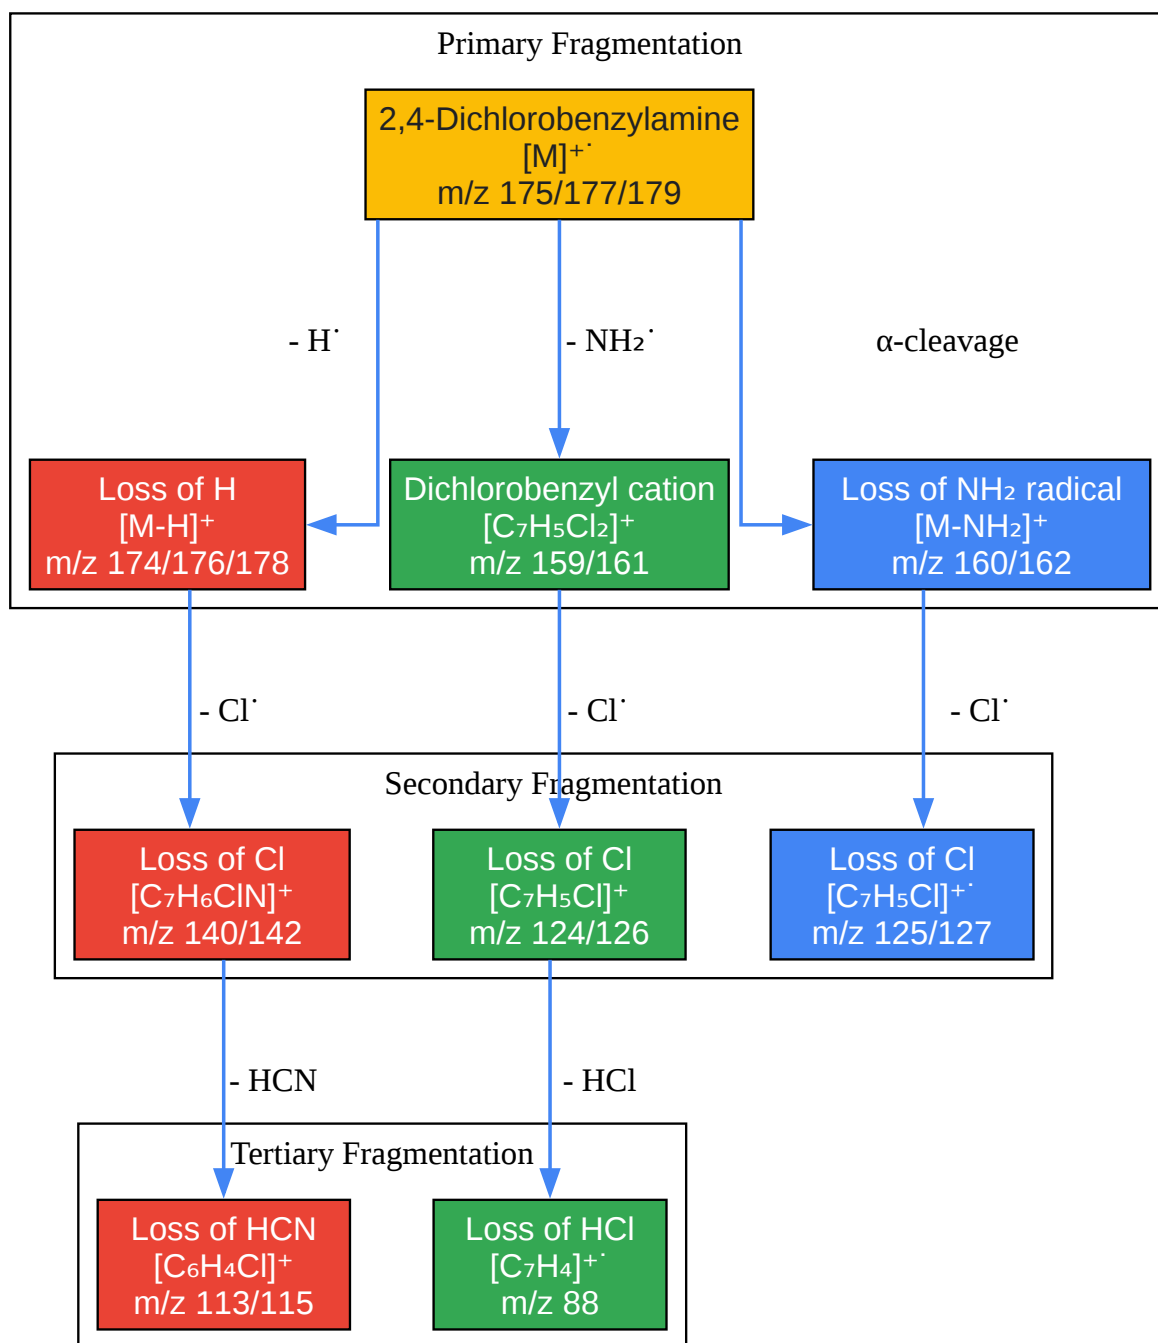 Primary Fragmentation
2,4-Dichlorobenzylamine
[M]⁺˙
m/z 175/177/179
- H˙
- NH₂˙
α-cleavage
Loss of H
[M-H]⁺
m/z 174/176/178
Dichlorobenzyl cation
[C₇H₅Cl₂]⁺
m/z 159/161
Loss of NH₂ radical
[M-NH₂]⁺
m/z 160/162
- Cl˙
- Cl˙
- Cl˙
Secondary Fragmentation
Loss of Cl
[C₇H₆ClN]⁺
m/z 140/142
Loss of Cl
[C₇H₅Cl]⁺
m/z 124/126
Loss of Cl
[C₇H₅Cl]⁺˙
m/z 125/127
- HCN
- HCl
Tertiary Fragmentation
Loss of HCN
[C₆H₄Cl]⁺
m/z 113/115
Loss of HCl
[C₇H₄]⁺˙
m/z 88